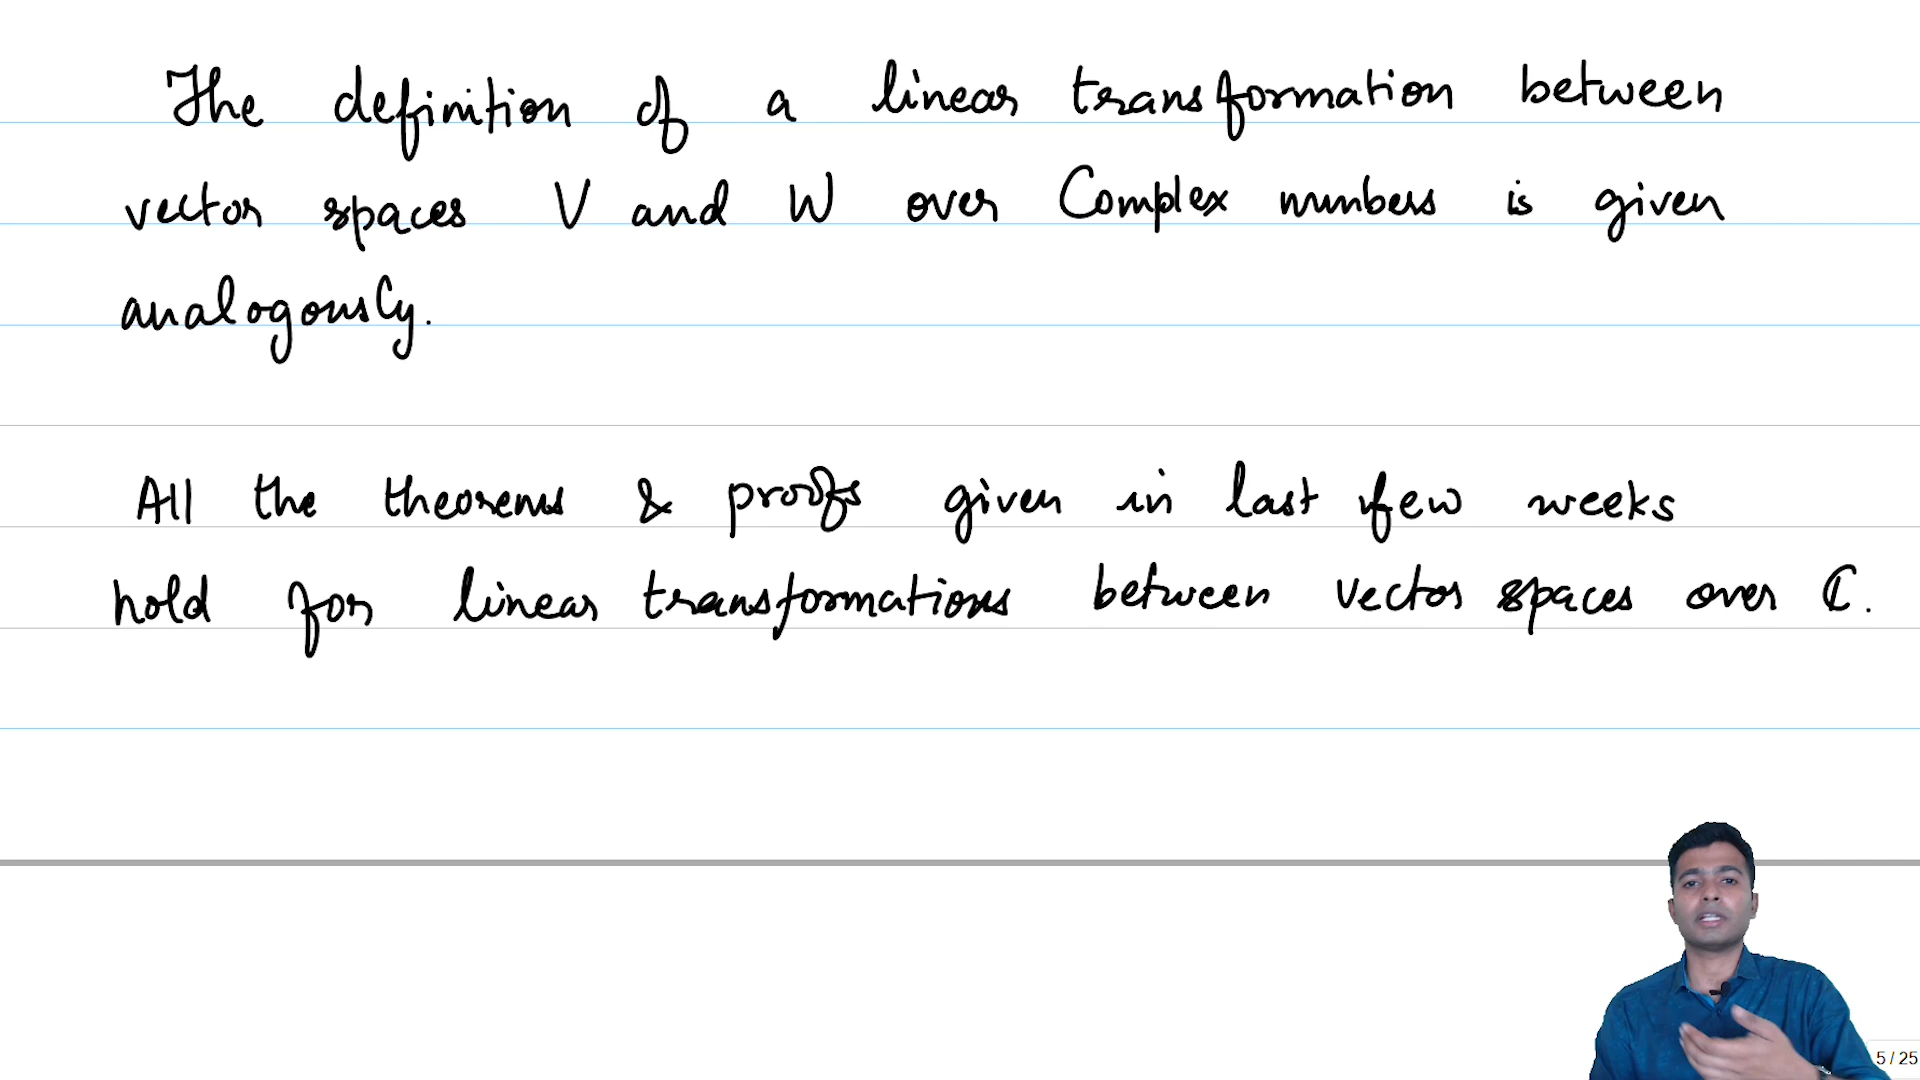 The definition of a linear transformation between
vector spaces V and W over Complex numbers is given
analogously.
All the theorems & proofs given in last few weeks
hold for linear transformations between vector spaces over ℂ.
5 / 25